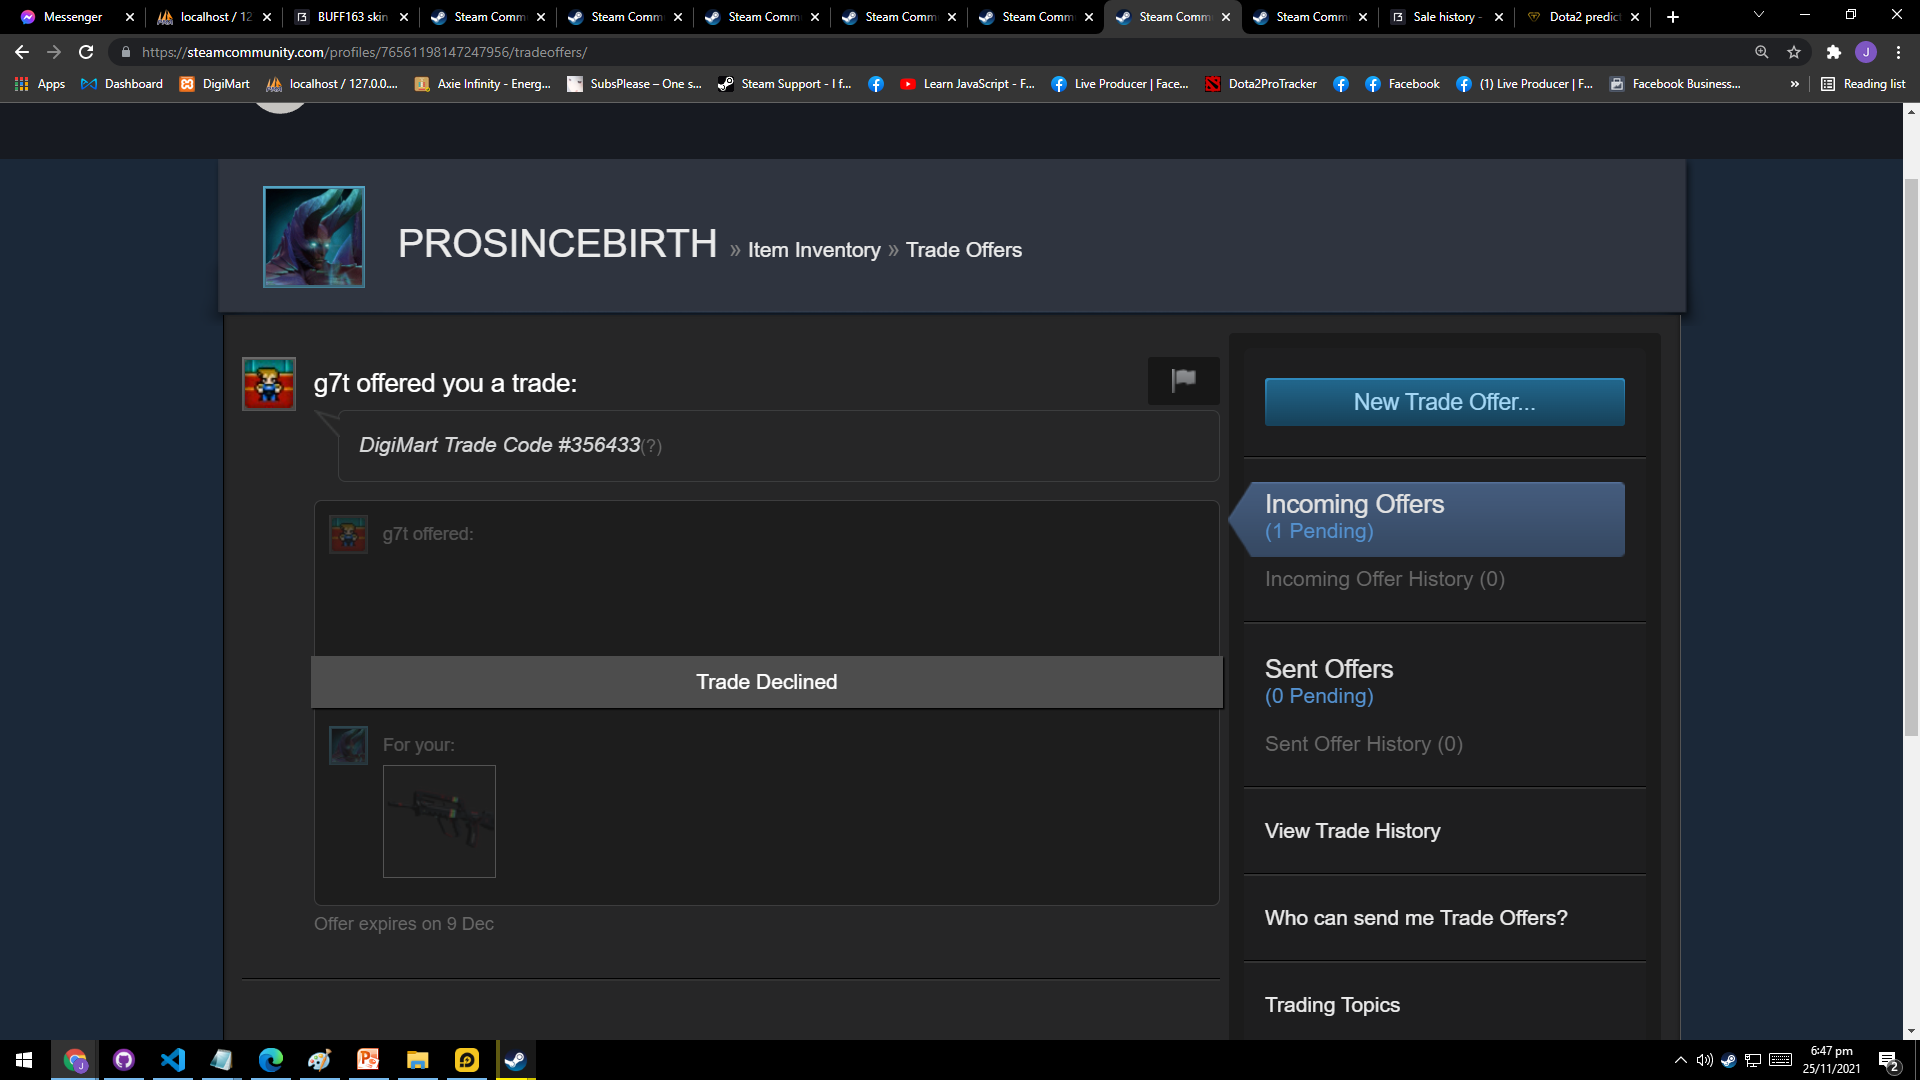 Messenger
localhost / 12
BUFF163 skin
Steam Comm
Steam Comm
Steam Comm
Steam Comm
Steam Comm
Steam Comm
Steam Comm
Sale history -
Dota2 predic
https://steamcommunity.com/profiles/76561198147247956/tradeoffers/
J
Apps
Dashboard
DigiMart
localhost / 127.0.0....
Axie Infinity - Energ...
SubsPlease – One s...
Steam Support - I f...
Learn JavaScript - F...
Live Producer | Face...
Dota2ProTracker
Facebook
(1) Live Producer | F...
Facebook Business...
»
Reading list
PROSINCEBIRTH » Item Inventory » Trade Offers
g7t offered you a trade:
DigiMart Trade Code #356433(?)
g7t offered:
Trade Declined
For your:
Offer expires on 9 Dec
New Trade Offer...
Incoming Offers
(1 Pending)
Incoming Offer History (0)
Sent Offers
(0 Pending)
Sent Offer History (0)
View Trade History
Who can send me Trade Offers?
Trading Topics
6:47 pm
25/11/2021
2